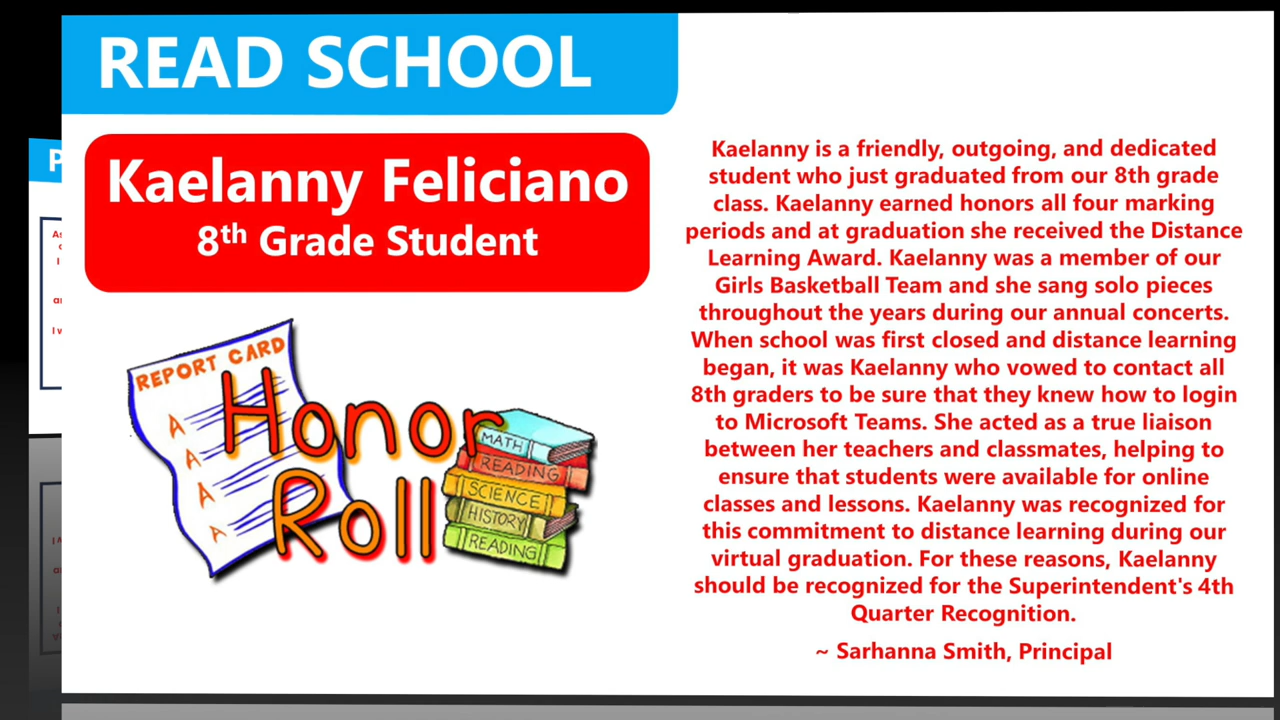 READ SCHOOL
Kaelanny Feliciano
8th Grade Student
REPORT CARD
A
A
A
A
Honor
Roll
MATH
READING
SCIENCE
HISTORY
READING
Kaelanny is a friendly, outgoing, and dedicated
student who just graduated from our 8th grade
class. Kaelanny earned honors all four marking
periods and at graduation she received the Distance
Learning Award. Kaelanny was a member of our
Girls Basketball Team and she sang solo pieces
throughout the years during our annual concerts.
When school was first closed and distance learning
began, it was Kaelanny who vowed to contact all
8th graders to be sure that they knew how to login
to Microsoft Teams. She acted as a true liaison
between her teachers and classmates, helping to
ensure that students were available for online
classes and lessons. Kaelanny was recognized for
this commitment to distance learning during our
virtual graduation. For these reasons, Kaelanny
should be recognized for the Superintendent's 4th
Quarter Recognition.
~ Sarhanna Smith, Principal